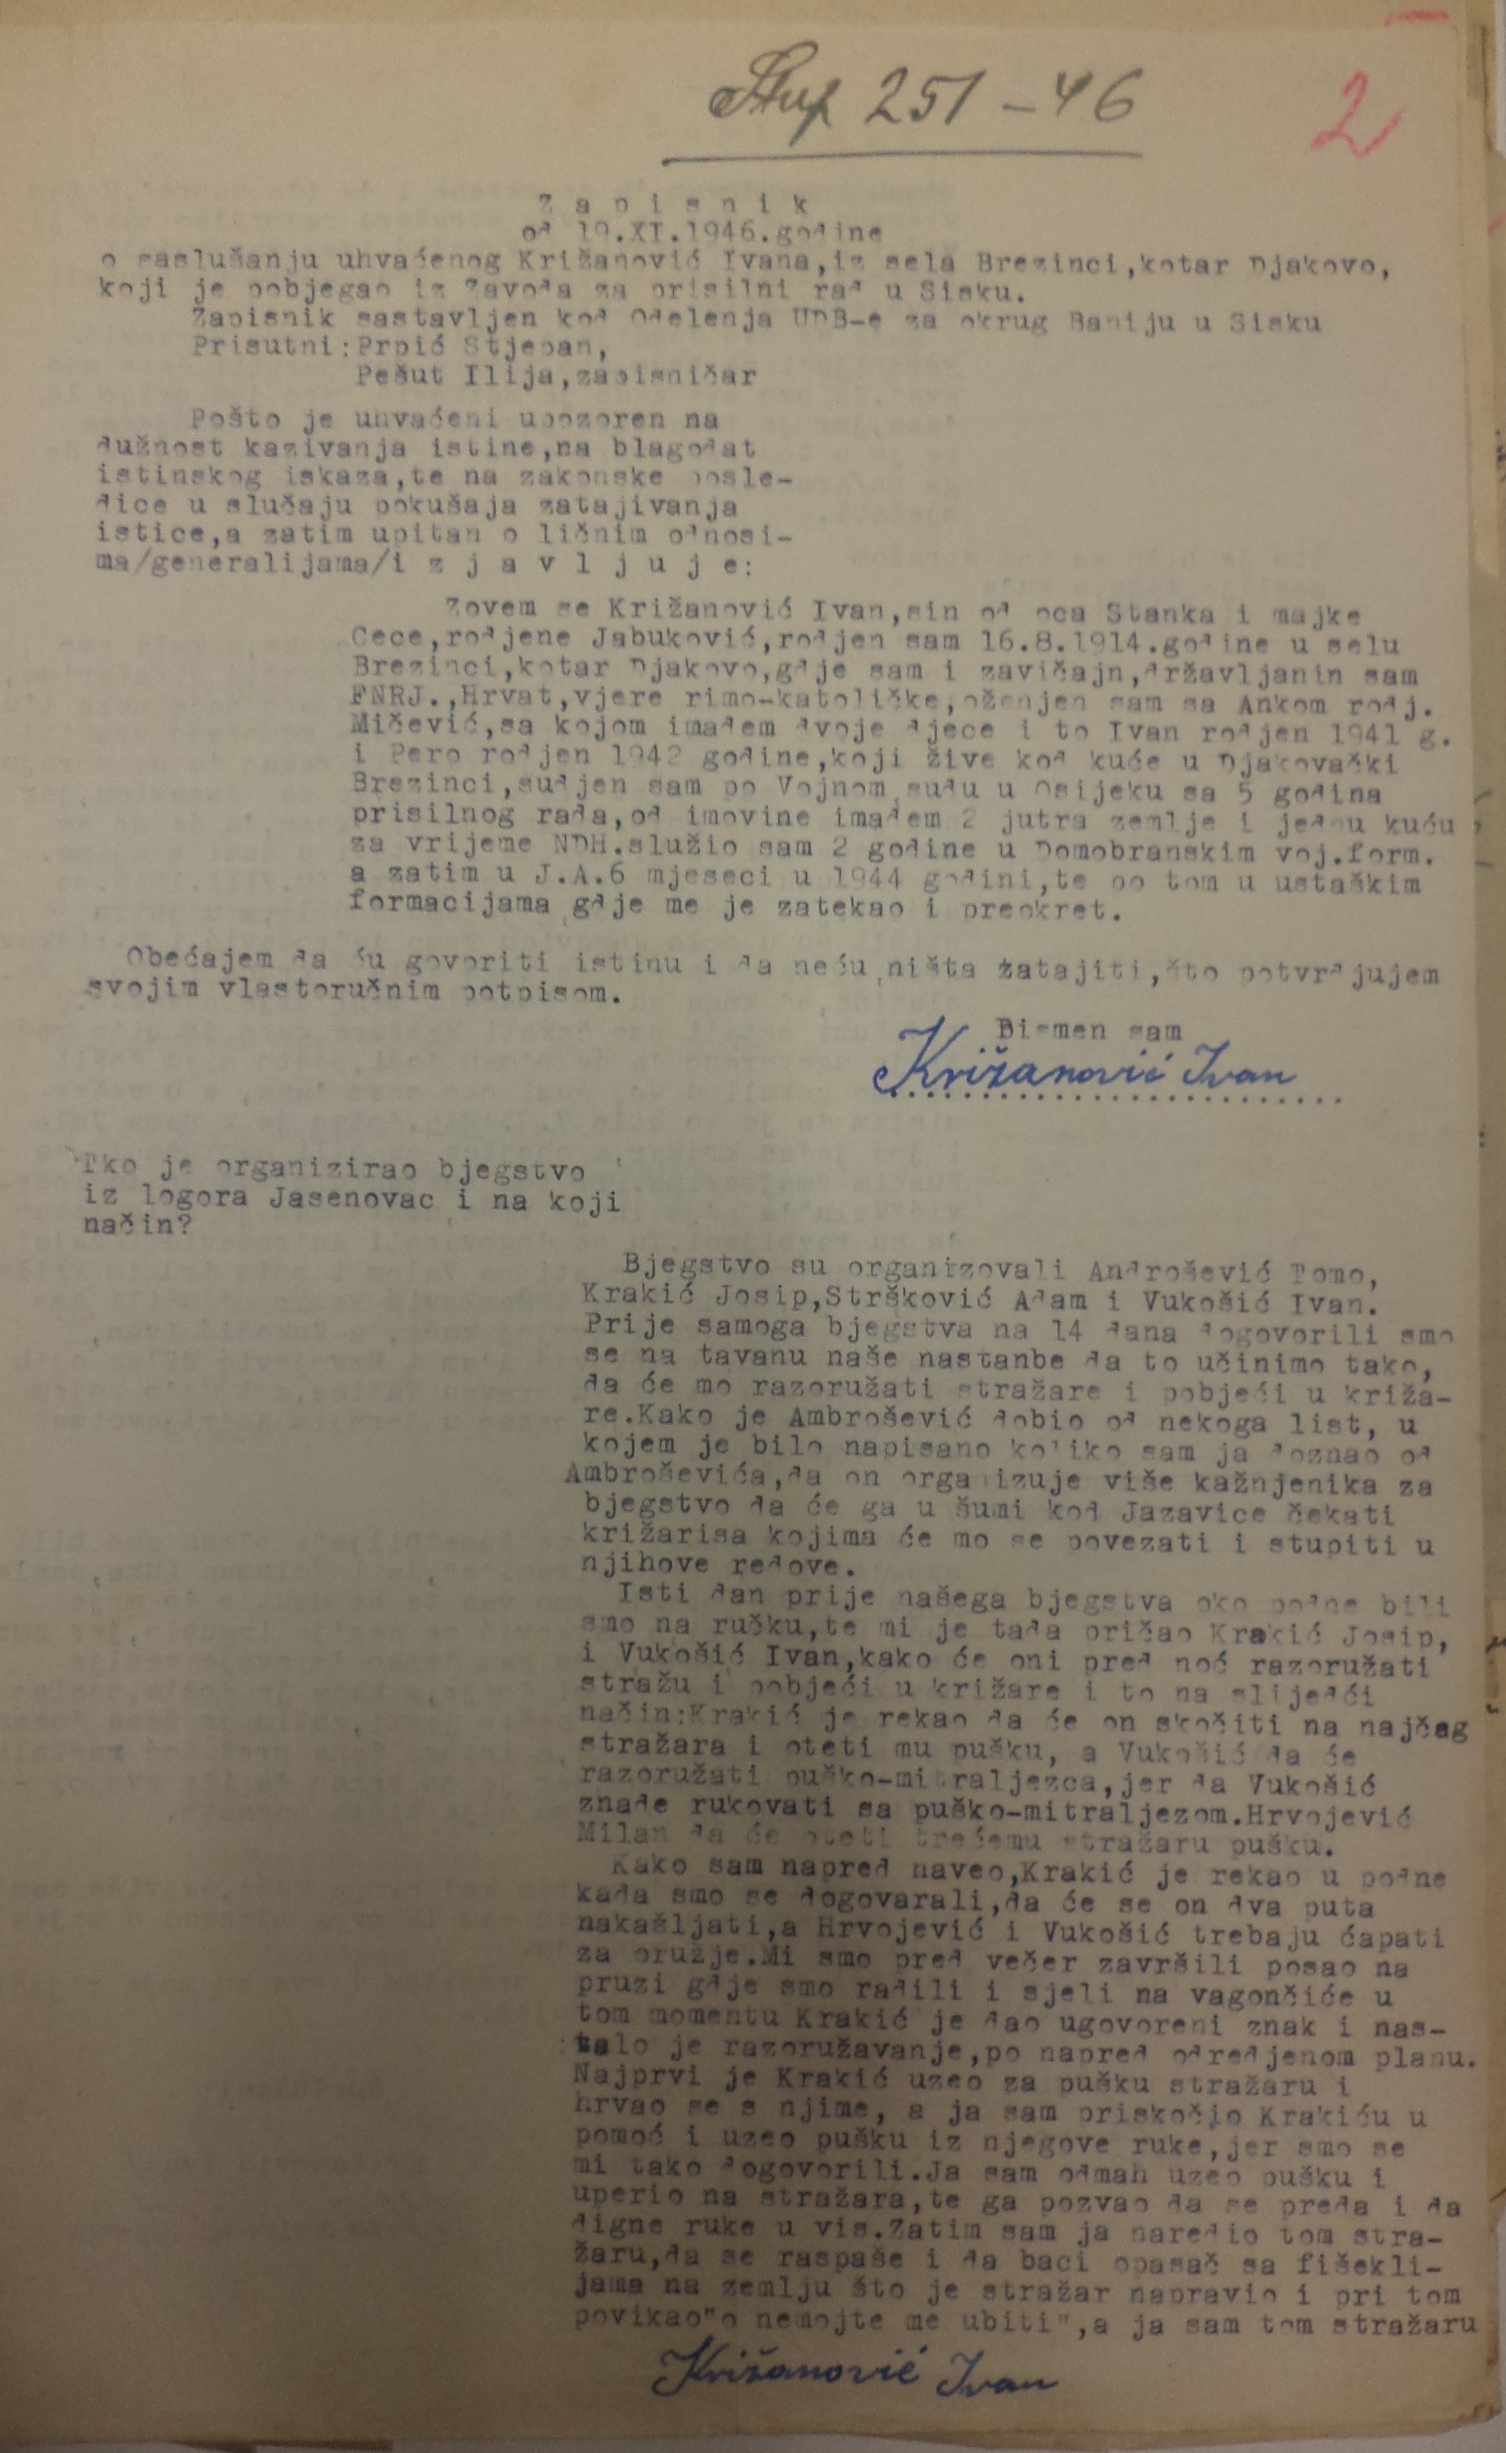 Stup 251-46
2
Z a p i s n i k
od 19.XI.1946.godine
o saslušanju uhvaćenog Križanović Ivana,iz sela Brezinci,kotar Djakovo,
koji je pobjegao iz Zavoda za prisilni rad u Sisku.
Zapisnik sastavljen kod Odelenja UDB-e za okrug Baniju u Sisku
Prisutni:Prpić Stjepan,
Pešut Ilija,zapisničar
Pošto je uhvaćeni upozoren na
dužnost kazivanja istine,na blagodat
istinskog iskaza,te na zakonske posle-
dice u slučaju pokušaja zatajivanja
istice,a zatim upitan o ličnim odnosi-
ma/generalijama/i z j a v l j u j e:
Zovem se Križanović Ivan,sin od oca Stanka i majke
Cece,rodjene Jabuković,rodjen sam 16.8.1914.godine u selu
Brezinci,kotar Djakovo,gdje sam i zavičajn,državljanin sam
FNRJ.,Hrvat,vjere rimo-katoličke,oženjen sam sa Ankom rodj.
Mičević,sa kojom imadem dvoje djece i to Ivan rodjen 1941 g.
i Pero rodjen 1942 godine,koji žive kod kuće u Djakovački
Brezinci,sudjen sam po Vojnom sudu u Osijeku sa 5 godina
prisilnog rada,od imovine imadem 2 jutra zemlje i jednu kuću,
za vrijeme NDH.služio sam 2 godine u Domobranskim voj.form.
a zatim u J.A.6 mjeseci u 1944 godini,te po tom u ustaškim
formacijama gdje me je zatekao i preokret.
Obećajem da ću govoriti istinu i da neću ništa zatajiti,što potvrdjujem
svojim vlastoručnim potpisom.
Bismen sam
Križanović Ivan
Tko je organizirao bjegstvo
iz logora Jasenovac i na koji
način?
Bjegstvo su organizovali Androšević Tomo,
Krakić Josip,Stršković Adam i Vukošić Ivan.
Prije samoga bjegstva na 14 dana dogovorili smo
se na tavanu naše nastanbe da to učinimo tako,
da će mo razoružati stražare i pobjeći u križa-
re.Kako je Ambrošević dobio od nekoga list, u
kojem je bilo napisano koliko sam ja doznao od
Ambroševića,da on organizuje više kažnjenika za
bjegstvo da će ga u šumi kod Jazavice čekati
križarisa kojima će mo se povezati i stupiti u
njihove redove.
Isti dan prije našega bjegstva oko podne bili
smo na ručku,te mi je tada pričao Krakić Josip,
i Vukošić Ivan,kako će oni pred noć razoružati
stražu i pobjeći u križare i to na slijedći
način:Krakić je rekao da će on skočiti na najčeg
stražara i oteti mu pušku, a Vukošić da će
razoružati puško-mitraljezca,jer da Vukošić
znade rukovati sa puško-mitraljezom.Hrvojević
Milan da će oteti trećemu stražaru pušku.
Kako sam napred naveo,Krakić je rekao u podne
kada smo se dogovarali,da će se on dva puta
nakašljati,a Hrvojević i Vukošić trebaju ćapati
za oružje.Mi smo pred večer završili posao na
pruzi gdje smo radili i sjeli na vagončiće u
tom momentu Krakić je dao ugovoreni znak i nas-
talo je razoružavanje,po napred odredjenom planu.
Najprvi je Krakić uzeo za pušku stražaru i
hrvao se s njime, a ja sam priskočio Krakiću u
pomoć i uzeo pušku iz njegove ruke,jer smo se
mi tako dogovorili.Ja sam odmah uzeo pušku i
uperio na stražara,te ga pozvao da se preda i da
digne ruke u vis.Zatim sam ja naredio tom stra-
žaru,da se raspaše i da baci opasač sa fišekli-
jama na zemlju što je stražar napravio i pri tom
povikao"o nemojte me ubiti",a ja sam tom stražaru
Križanović Ivan